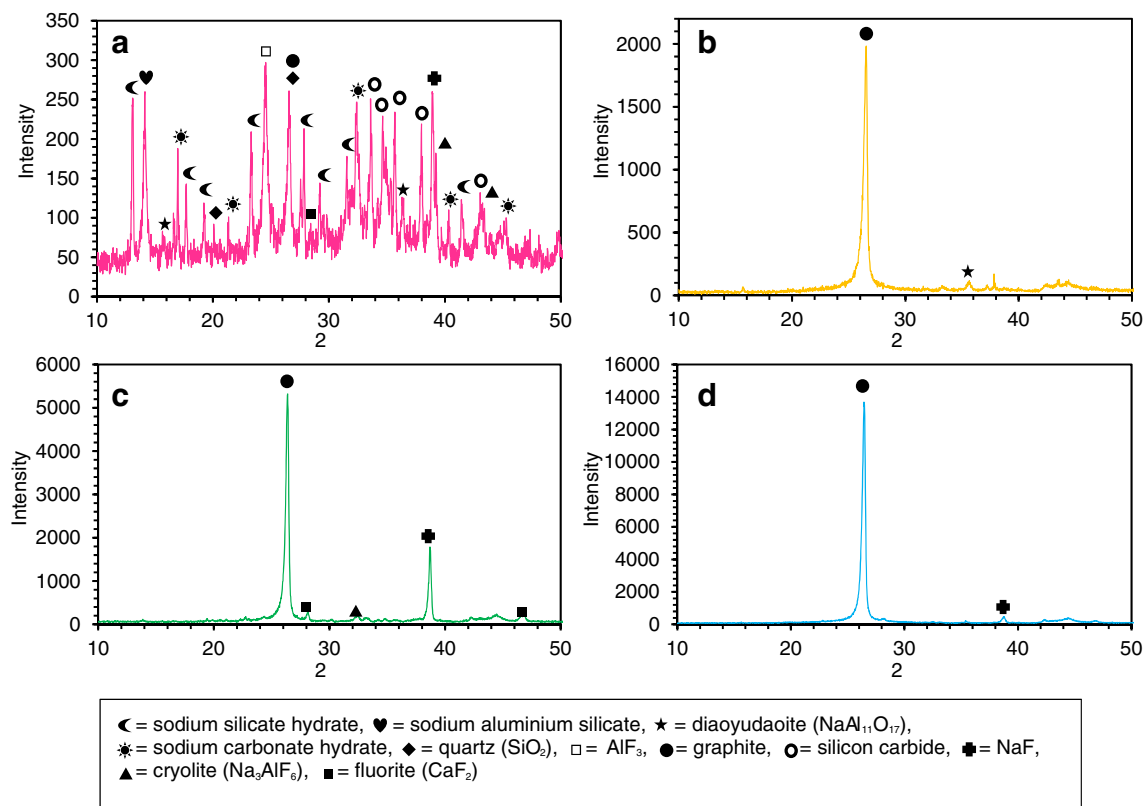 a
350
300
250
200
150
100
50
0
Intensity
10 20 30 40 50
2
b
2000
1500
1000
500
0
Intensity
10 20 30 40 50
2
c
6000
5000
4000
3000
2000
1000
0
Intensity
10 20 30 40 50
2
d
16000
14000
12000
10000
8000
6000
4000
2000
0
Intensity
10 20 30 40 50
2
= sodium silicate hydrate, = sodium aluminium silicate, = diaoyudaoite (NaAl₁₁O₁₇),
= sodium carbonate hydrate, = quartz (SiO₂), = AlF₃, = graphite, = silicon carbide, = NaF,
= cryolite (Na₃AlF₆), = fluorite (CaF₂)